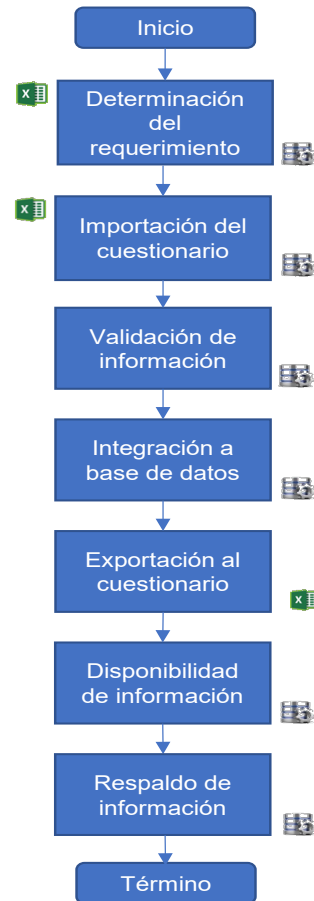 Inicio
Determinación
del
requerimiento
Importación del
cuestionario
Validación de
información
Integración a
base de datos
Exportación al
cuestionario
Disponibilidad
de información
Respaldo de
información
Término